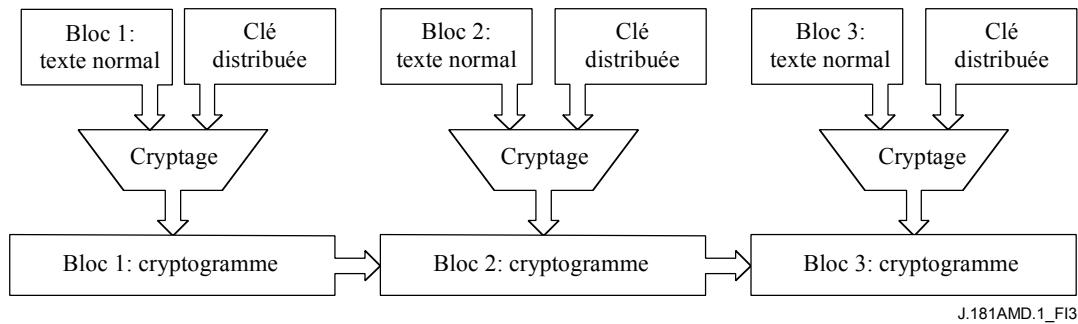 Bloc 1:
texte normal
Clé
distribuée
Bloc 2:
texte normal
Clé
distribuée
Bloc 3:
texte normal
Clé
distribuée
Cryptage
Cryptage
Cryptage
Bloc 1: cryptogramme
Bloc 2: cryptogramme
Bloc 3: cryptogramme
J.181AMD.1_FI3